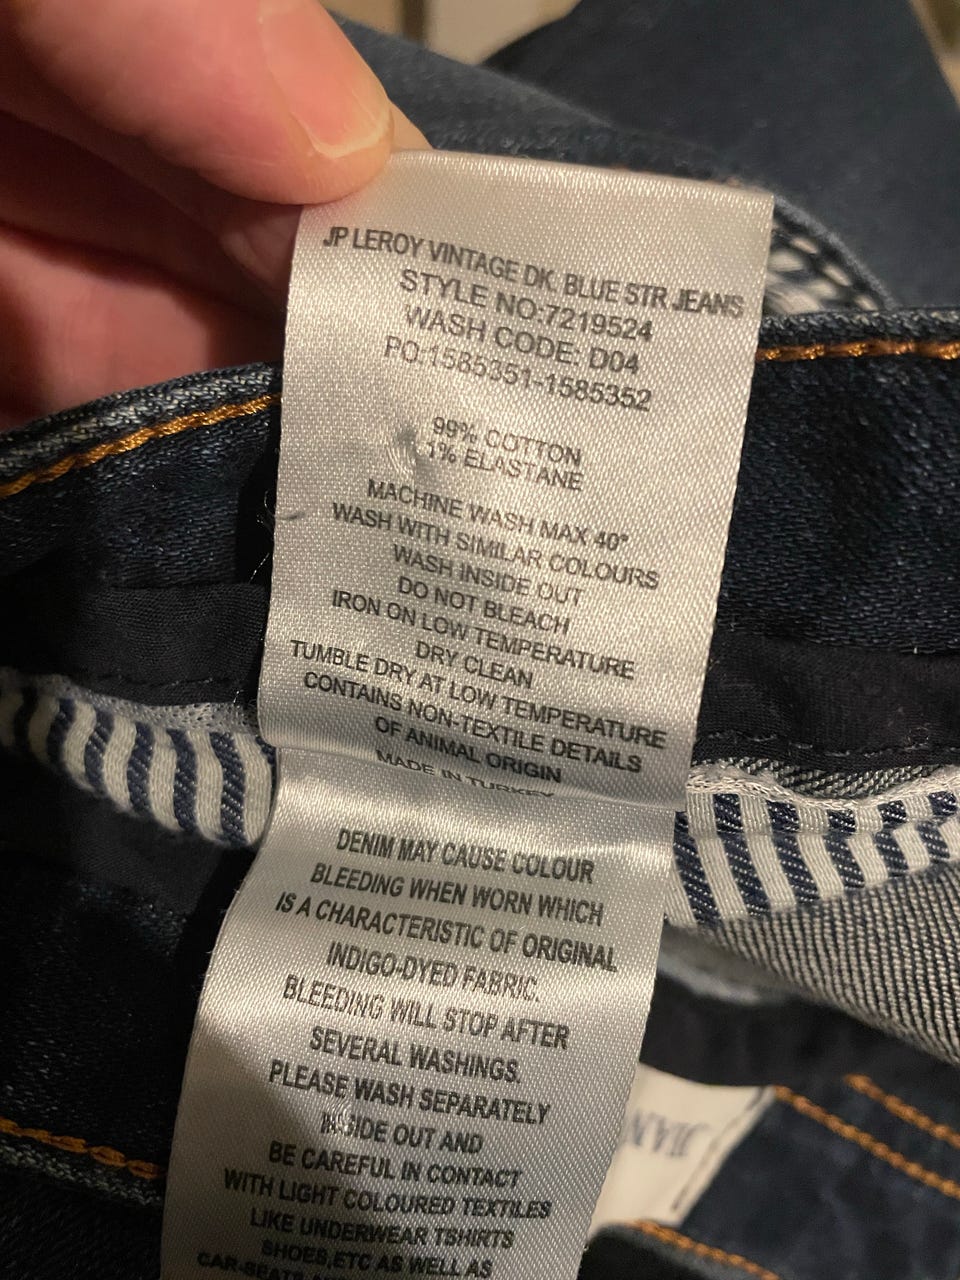 JP LEROY VINTAGE DK. BLUE STR JEANS
STYLE NO:7219524
WASH CODE: D04
PO:1585351-1585352
99% COTTON
1% ELASTANE
MACHINE WASH MAX 40°
WASH WITH SIMILAR COLOURS
WASH INSIDE OUT
DO NOT BLEACH
IRON ON LOW TEMPERATURE
DRY CLEAN
TUMBLE DRY AT LOW TEMPERATURE
CONTAINS NON-TEXTILE DETAILS
OF ANIMAL ORIGIN
MADE IN TURKEY
DENIM MAY CAUSE COLOUR
BLEEDING WHEN WORN WHICH
IS A CHARACTERISTIC OF ORIGINAL
INDIGO-DYED FABRIC.
BLEEDING WILL STOP AFTER
SEVERAL WASHINGS.
PLEASE WASH SEPARATELY
INSIDE OUT AND
BE CAREFUL IN CONTACT
WITH LIGHT COLOURED TEXTILES
LIKE UNDERWEAR TSHIRTS
SHOES,ETC AS WELL AS
CAR-SEATS